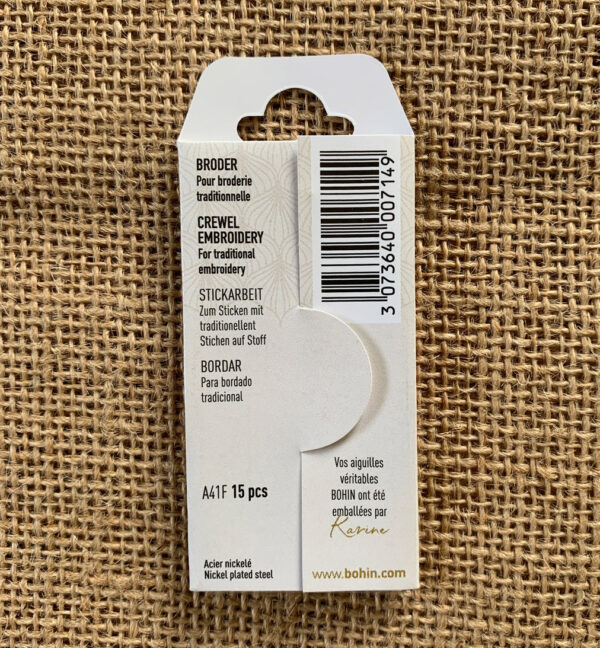 BRODER
Pour broderie
traditionnelle
CREWEL
EMBROIDERY
For traditional
embroidery
STICKARBEIT
Zum Sticken mit
traditionellent
Stichen auf Stoff
BORDAR
Para bordado
tradicional
A41F 15 pcs
Acier nickelé
Nickel plated steel
3 073640 007149
Vos aiguilles
véritables
BOHIN ont été
emballées par
Karine
www.bohin.com